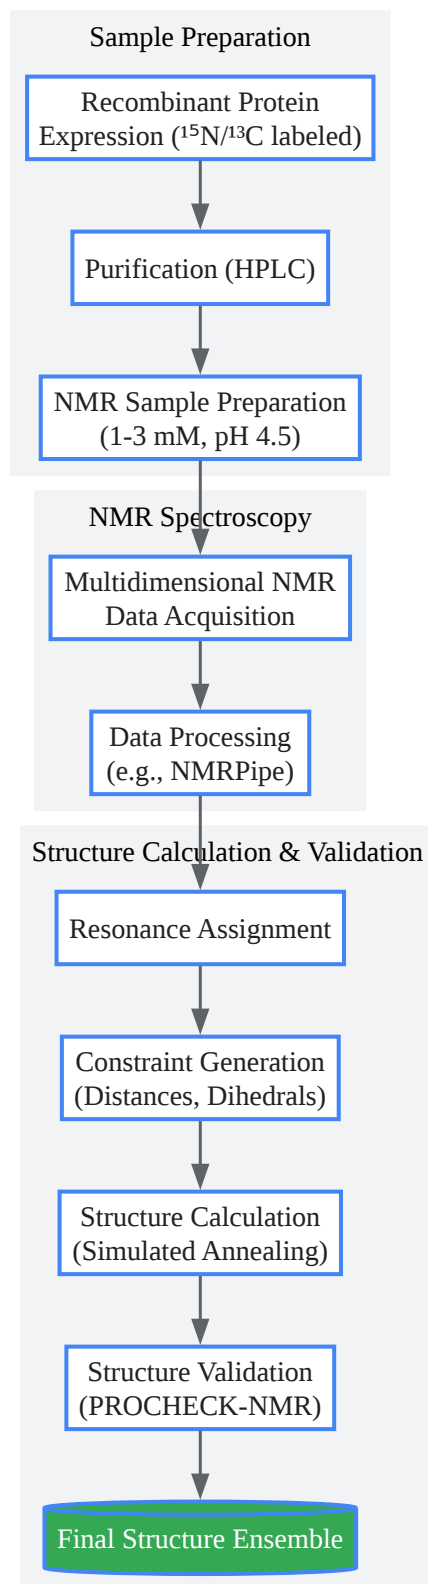 Sample Preparation
Recombinant Protein
Expression (¹⁵N/¹³C labeled)
Purification (HPLC)
NMR Sample Preparation
(1-3 mM, pH 4.5)
NMR Spectroscopy
Multidimensional NMR
Data Acquisition
Data Processing
(e.g., NMRPipe)
Structure Calculation & Validation
Resonance Assignment
Constraint Generation
(Distances, Dihedrals)
Structure Calculation
(Simulated Annealing)
Structure Validation
(PROCHECK-NMR)
Final Structure Ensemble